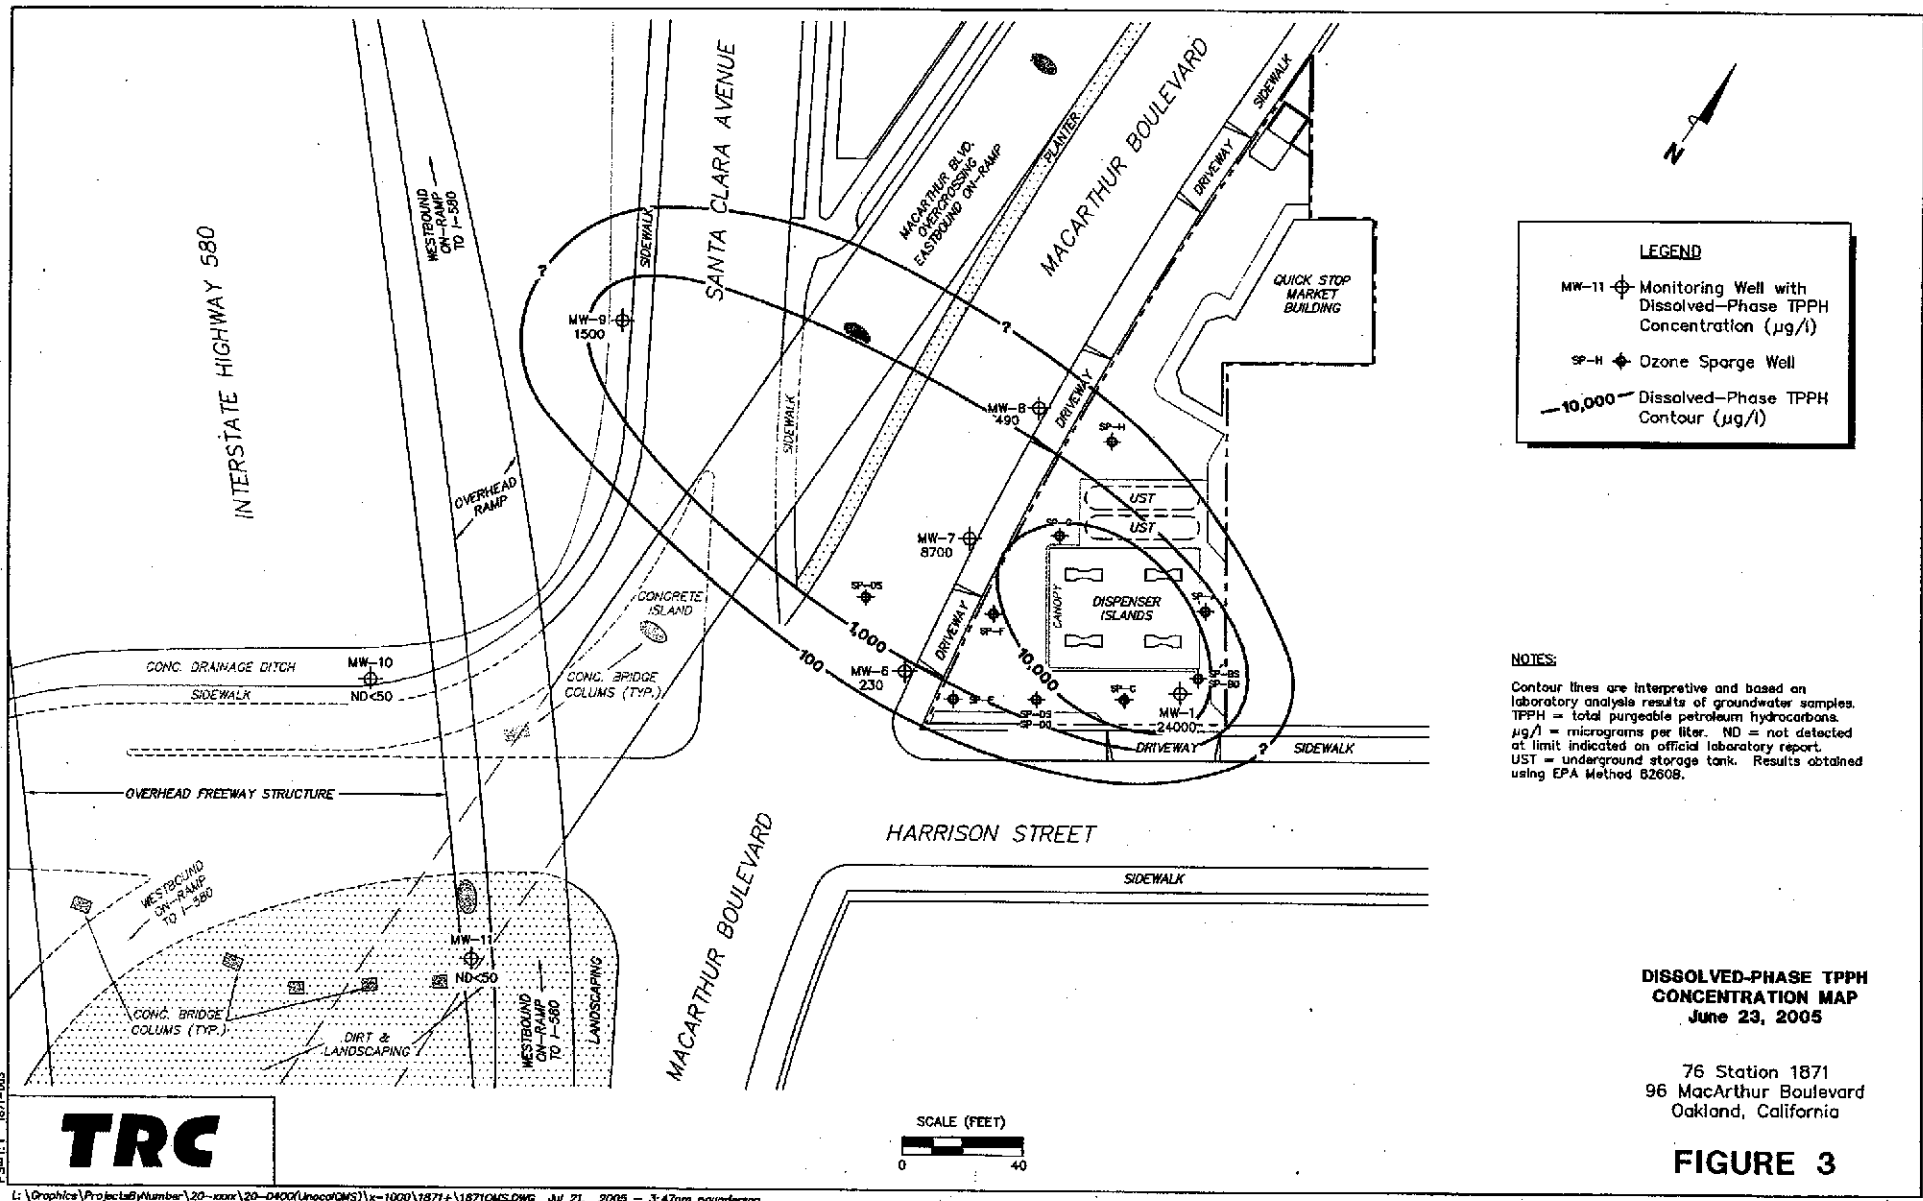 INTERSTATE HIGHWAY 580
WESTBOUND
ON-RAMP
TO I-580
SIDEWALK
SANTA CLARA AVENUE
MACARTHUR BLVD.
OVERCROSSING
EASTBOUND ON-RAMP
PLANTER
MACARTHUR BOULEVARD
SIDEWALK
DRIVEWAY
N
QUICK STOP
MARKET
BUILDING
LEGEND
MW-11 Monitoring Well with
Dissolved-Phase TPPH
Concentration (µg/l)
SP-H Ozone Sparge Well
10,000 Dissolved-Phase TPPH
Contour (µg/l)
?
?
MW-9
1500
MW-8
490
DRIVEWAY
SP-H
SIDEWALK
OVERHEAD
RAMP
UST
UST
SP-G
MW-7
8700
SP-DS
CONCRETE
ISLAND
CANOPY
DISPENSER
ISLANDS
DRIVEWAY
SP-F
1,000
100
10,000
CONC. DRAINAGE DITCH
SIDEWALK
MW-10
ND<50
CONC. BRIDGE
COLUMS (TYP.)
MW-6
230
SP-E
SP-DS
SP-DD
SP-C
MW-1
24000
SP-BS
SP-BD
DRIVEWAY
?
SIDEWALK
OVERHEAD FREEWAY STRUCTURE
HARRISON STREET
SIDEWALK
MACARTHUR BOULEVARD
WESTBOUND
ON-RAMP
TO I-580
MW-11
ND<50
CONC. BRIDGE
COLUMS (TYP.)
DIRT &
LANDSCAPING
WESTBOUND
ON-RAMP
TO I-580
LANDSCAPING
NOTES:
Contour lines are interpretive and based on
laboratory analysis results of groundwater samples.
TPPH = total purgeable petroleum hydrocarbons.
µg/l = micrograms per liter. ND = not detected
at limit indicated on official laboratory report.
UST = underground storage tank. Results obtained
using EPA Method 8260B.
DISSOLVED-PHASE TPPH
CONCENTRATION MAP
June 23, 2005
76 Station 1871
96 MacArthur Boulevard
Oakland, California
FIGURE 3
TRC
SCALE (FEET)
0 40